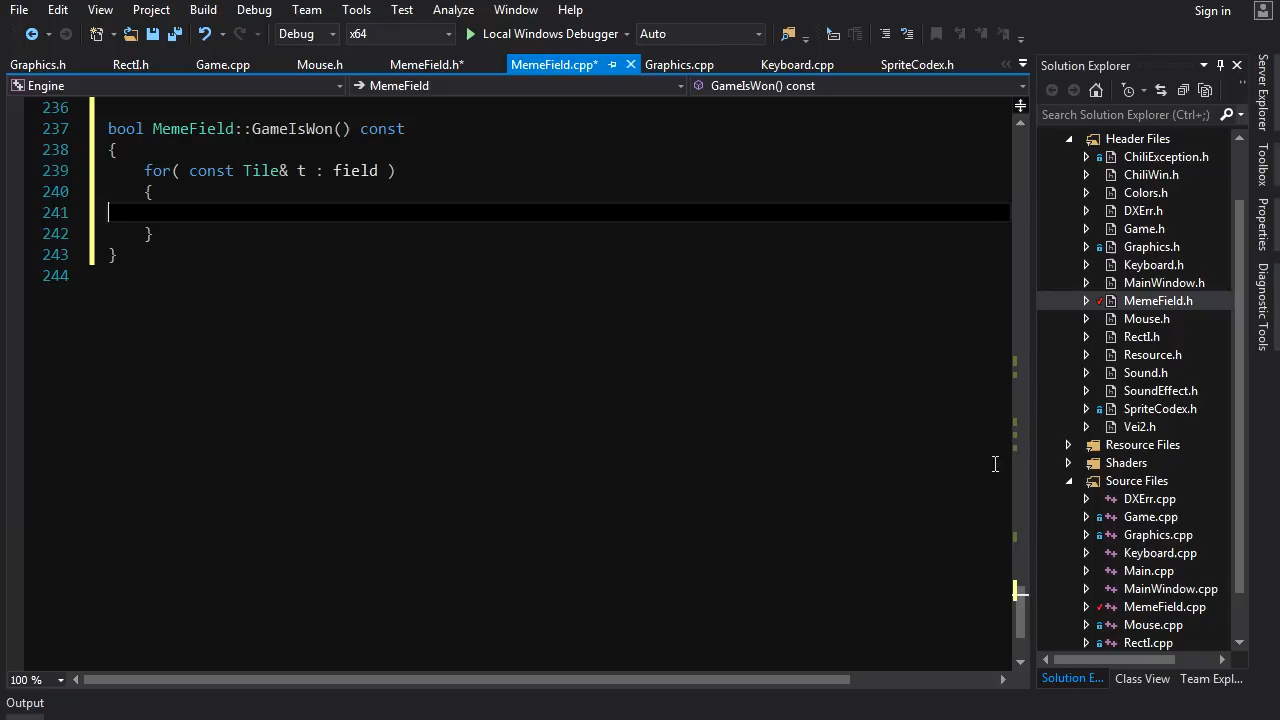 File Edit View Project Build Debug Team Tools Test Analyze Window Help Sign in
Debug x64 Local Windows Debugger Auto
Graphics.h RectI.h Game.cpp Mouse.h MemeField.h* MemeField.cpp* Graphics.cpp Keyboard.cpp SpriteCodex.h
Engine MemeField GameIsWon() const
236
237 bool MemeField::GameIsWon() const
238 {
239 for( const Tile& t : field )
240 {
241
242 }
243 }
244
100 %
Output
Solution Explorer
Search Solution Explorer (Ctrl+;)
Header Files
ChiliException.h
ChiliWin.h
Colors.h
DXErr.h
Game.h
Graphics.h
Keyboard.h
MainWindow.h
MemeField.h
Mouse.h
RectI.h
Resource.h
Sound.h
SoundEffect.h
SpriteCodex.h
Vei2.h
Resource Files
Shaders
Source Files
DXErr.cpp
Game.cpp
Graphics.cpp
Keyboard.cpp
Main.cpp
MainWindow.cpp
MemeField.cpp
Mouse.cpp
RectI.cpp
Solution E... Class View Team Expl...
Server Explorer
Toolbox
Properties
Diagnostic Tools